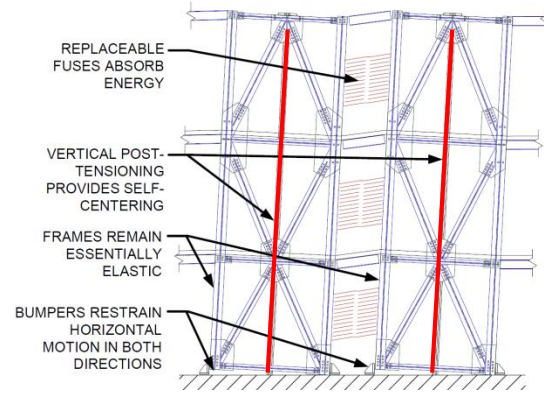 REPLACEABLE
FUSES ABSORB
ENERGY
VERTICAL POST-
TENSIONING
PROVIDES SELF-
CENTERING
FRAMES REMAIN
ESSENTIALLY
ELASTIC
BUMPERS RESTRAIN
HORIZONTAL
MOTION IN BOTH
DIRECTIONS